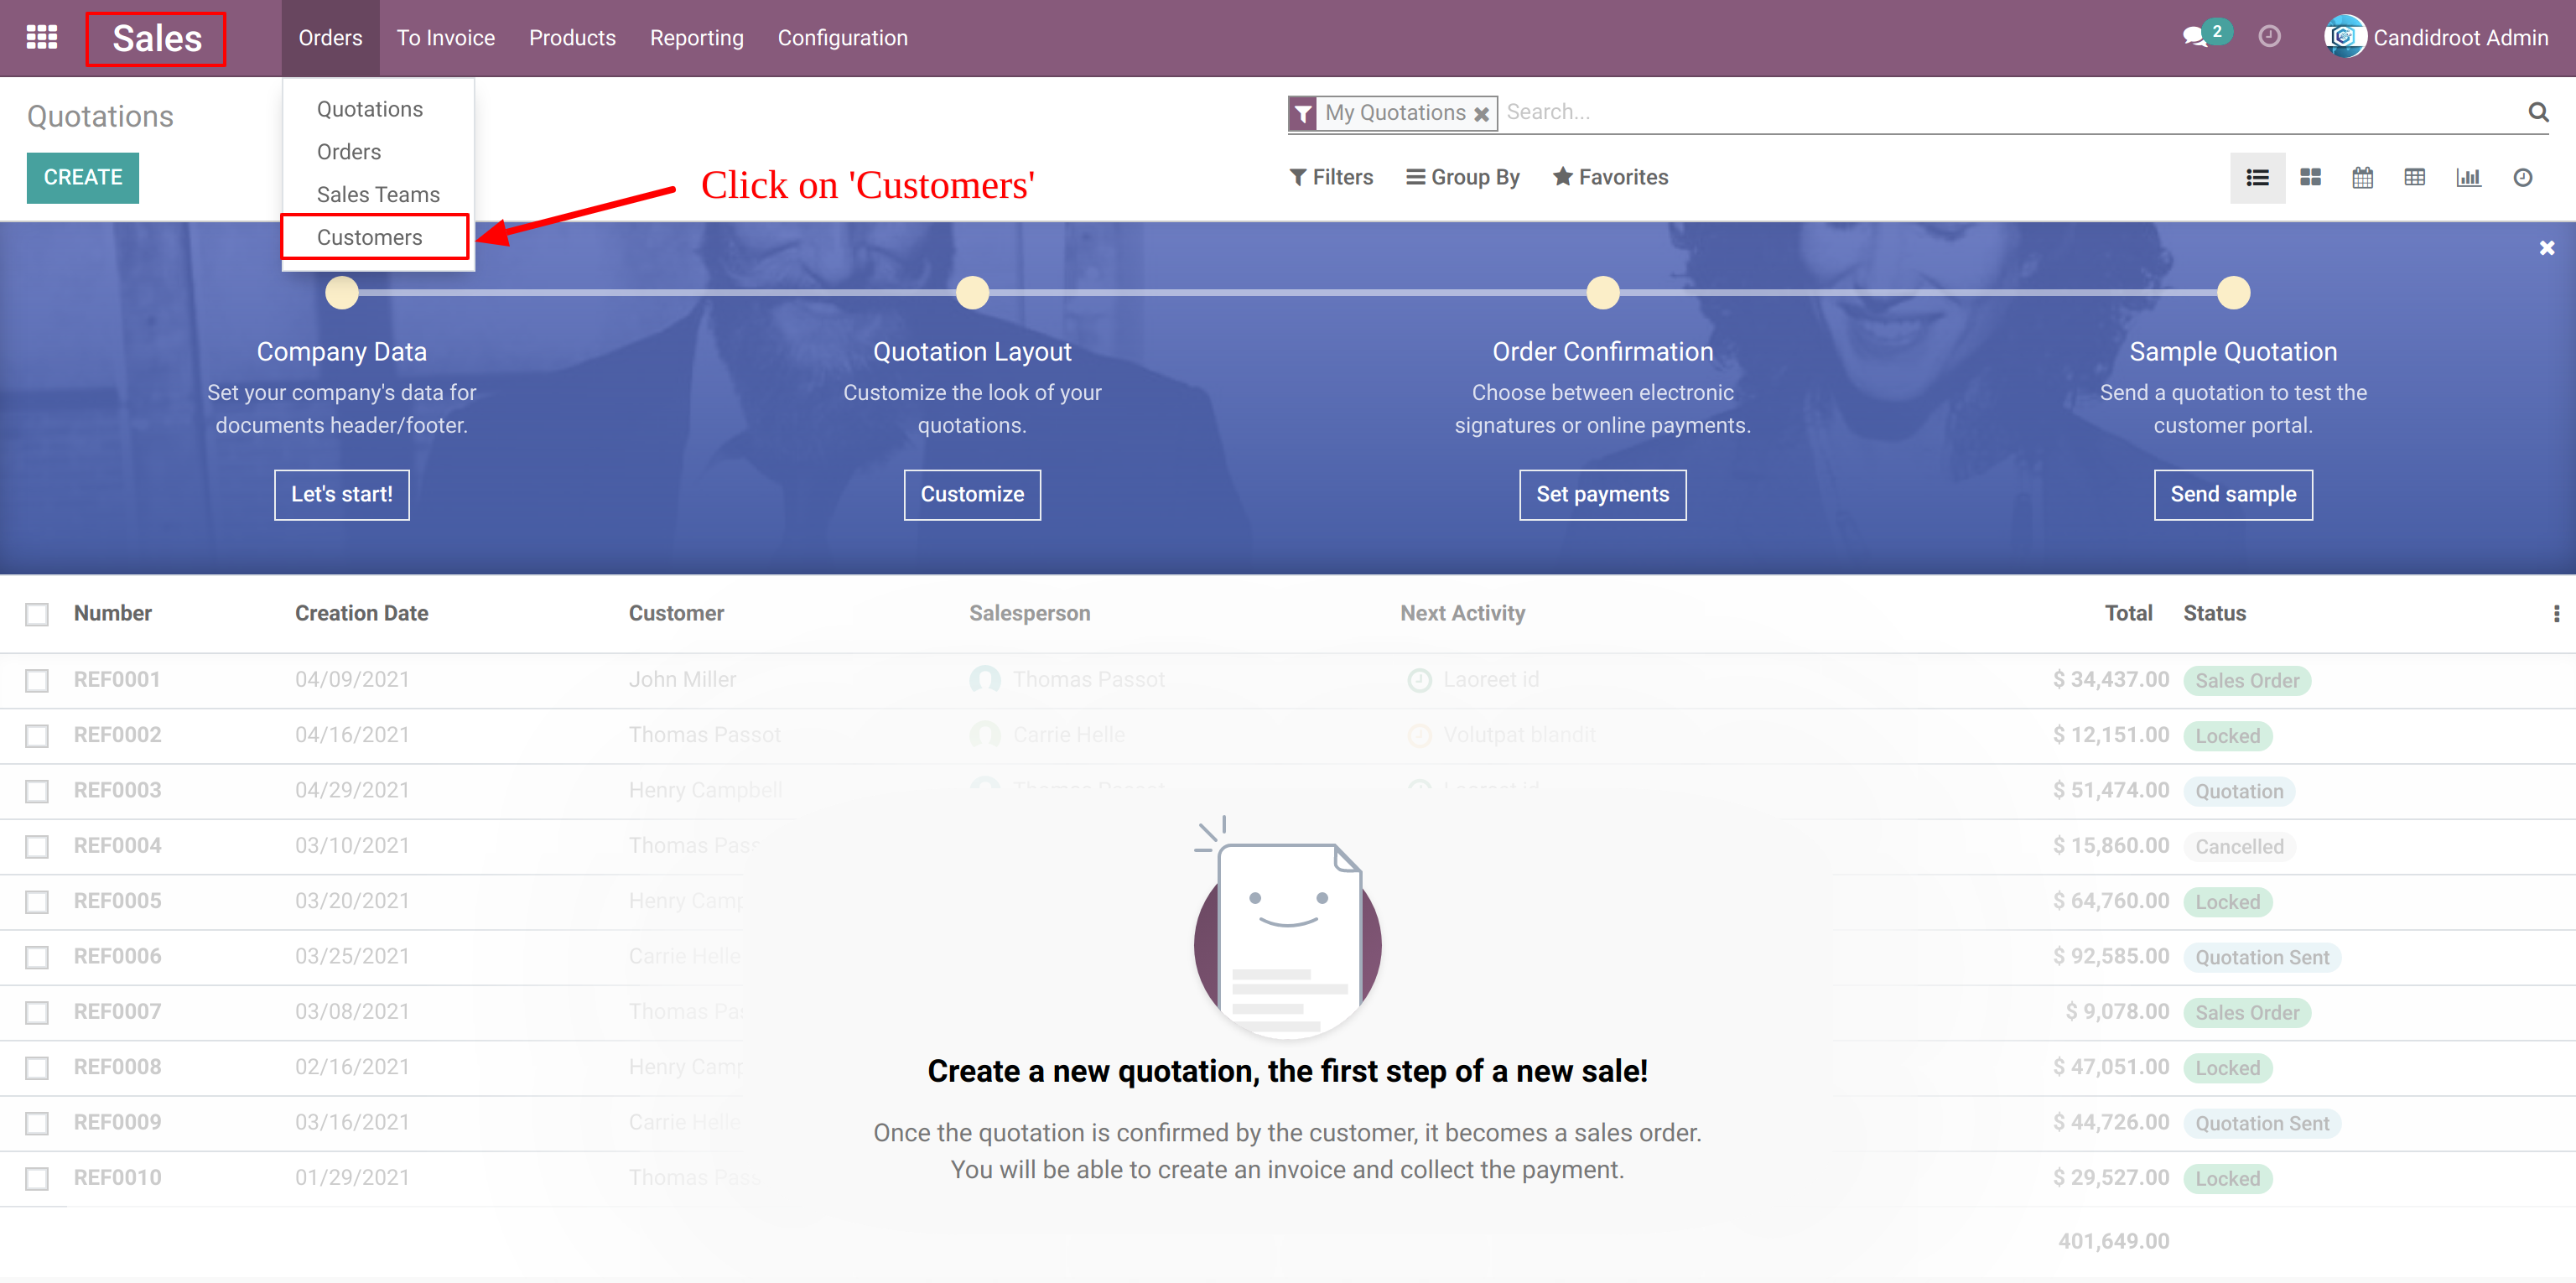 Sales
Orders
To Invoice
Products
Reporting
Configuration
2
Candidroot Admin
Quotations
CREATE
Quotations
Orders
Sales Teams
Customers
Click on 'Customers'
My Quotations
Search...
Filters
Group By
Favorites
Company Data
Set your company's data for
documents header/footer.
Let's start!
Quotation Layout
Customize the look of your
quotations.
Customize
Order Confirmation
Choose between electronic
signatures or online payments.
Set payments
Sample Quotation
Send a quotation to test the
customer portal.
Send sample
Number Creation Date Customer Salesperson Next Activity Total Status
REF0001 04/09/2021 John Miller Thomas Passot Laoreet id $ 34,437.00 Sales Order
REF0002 04/16/2021 Thomas Passot Carrie Helle Volutpat blandit $ 12,151.00 Locked
REF0003 04/29/2021 Henry Campbell Thomas Passot Laoreet id $ 51,474.00 Quotation
REF0004 03/10/2021 Thomas Pass $ 15,860.00 Cancelled
REF0005 03/20/2021 Henry Camp $ 64,760.00 Locked
REF0006 03/25/2021 Carrie Helle $ 92,585.00 Quotation Sent
REF0007 03/08/2021 Thomas Pas $ 9,078.00 Sales Order
REF0008 02/16/2021 Henry Camp $ 47,051.00 Locked
REF0009 03/16/2021 Carrie Helle $ 44,726.00 Quotation Sent
REF0010 01/29/2021 Thomas Pass $ 29,527.00 Locked
401,649.00
Create a new quotation, the first step of a new sale!
Once the quotation is confirmed by the customer, it becomes a sales order.
You will be able to create an invoice and collect the payment.